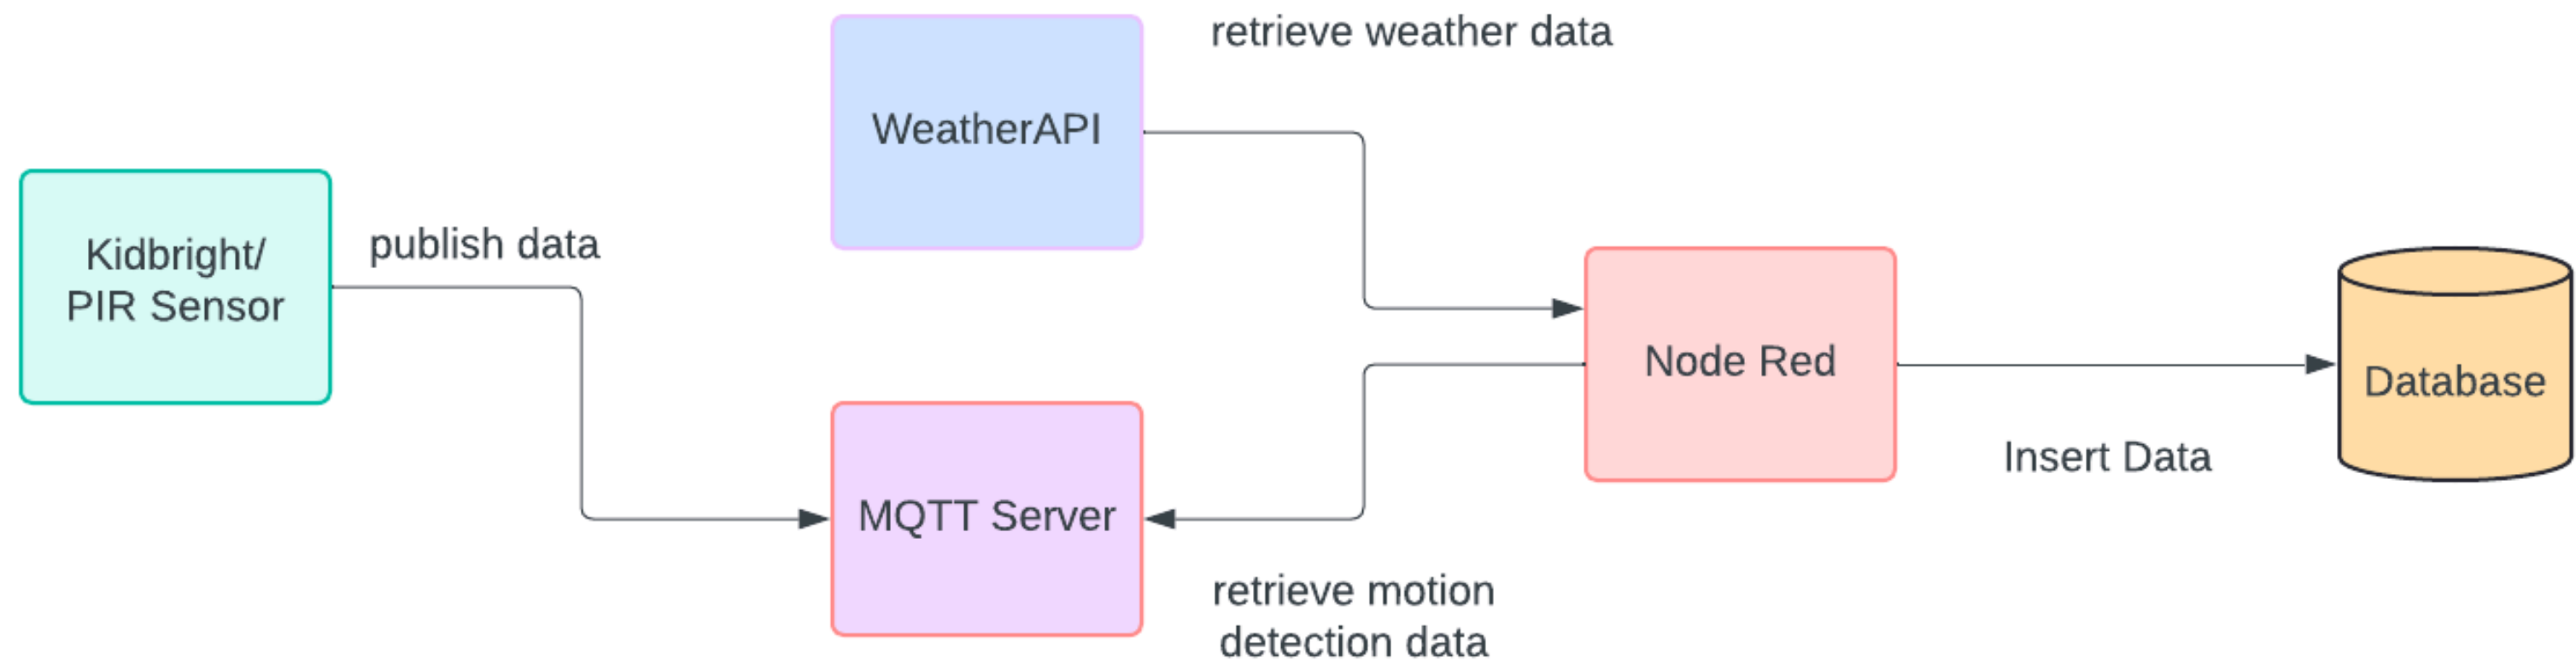 retrieve weather data
WeatherAPI
Kidbright/
PIR Sensor
publish data
Node Red
Database
Insert Data
MQTT Server
retrieve motion
detection data